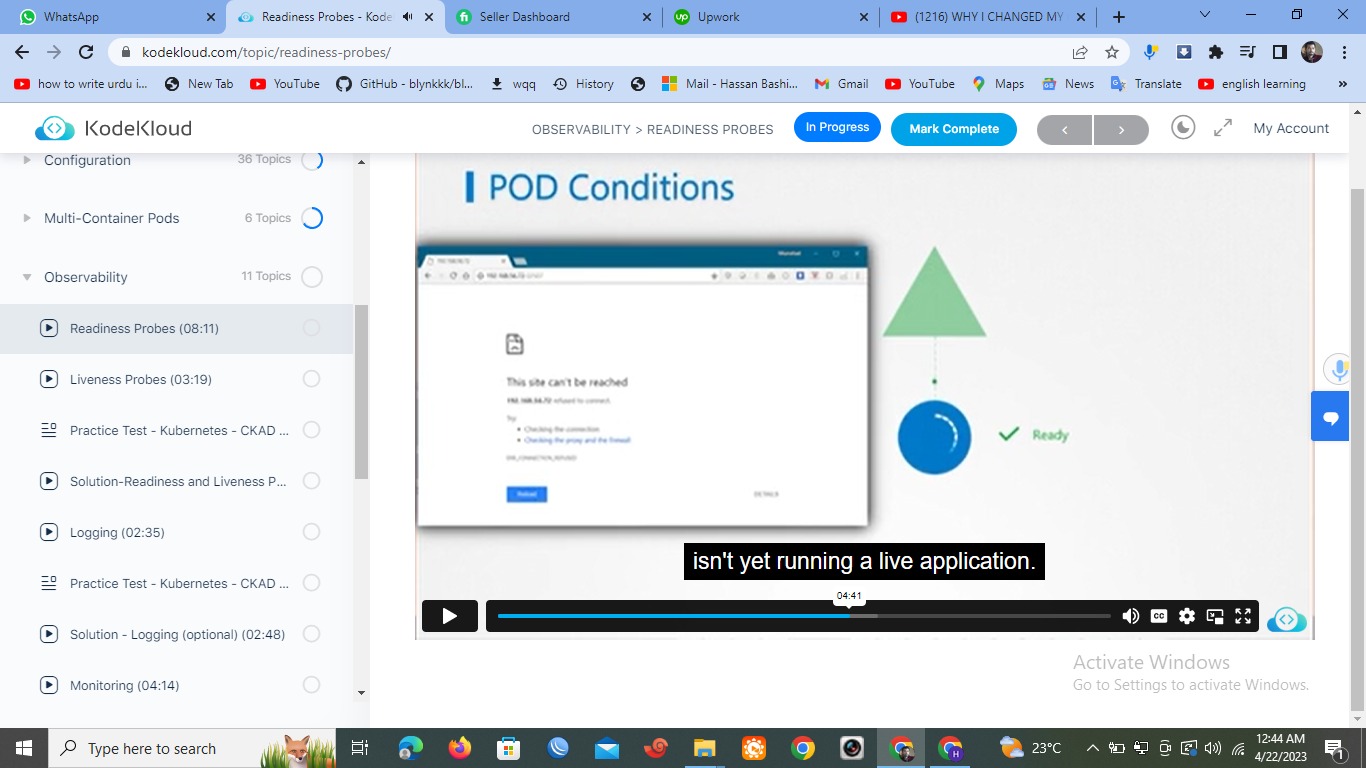 WhatsApp
Readiness Probes - Kode
Seller Dashboard
Upwork
(1216) WHY I CHANGED MY
kodekloud.com/topic/readiness-probes/
how to write urdu i...
New Tab
YouTube
GitHub - blynkkk/bl...
wqq
History
Mail - Hassan Bashi...
Gmail
YouTube
Maps
News
Translate
english learning
»
KodeKloud
OBSERVABILITY > READINESS PROBES
In Progress
Mark Complete
My Account
Configuration
36 Topics
Multi-Container Pods
6 Topics
Observability
11 Topics
Readiness Probes (08:11)
Liveness Probes (03:19)
Practice Test - Kubernetes - CKAD ...
Solution-Readiness and Liveness P...
Logging (02:35)
Practice Test - Kubernetes - CKAD ...
Solution - Logging (optional) (02:48)
Monitoring (04:14)
POD Conditions
This site can't be reached
192.168.56.72 refused to connect.
Try:
Checking the connection
Checking the proxy and the firewall
ERR_CONNECTION_REFUSED
Reload
DETAILS
Ready
isn't yet running a live application.
04:41
CC
Activate Windows
Go to Settings to activate Windows.
Type here to search
23°C
12:44 AM
4/22/2023
1